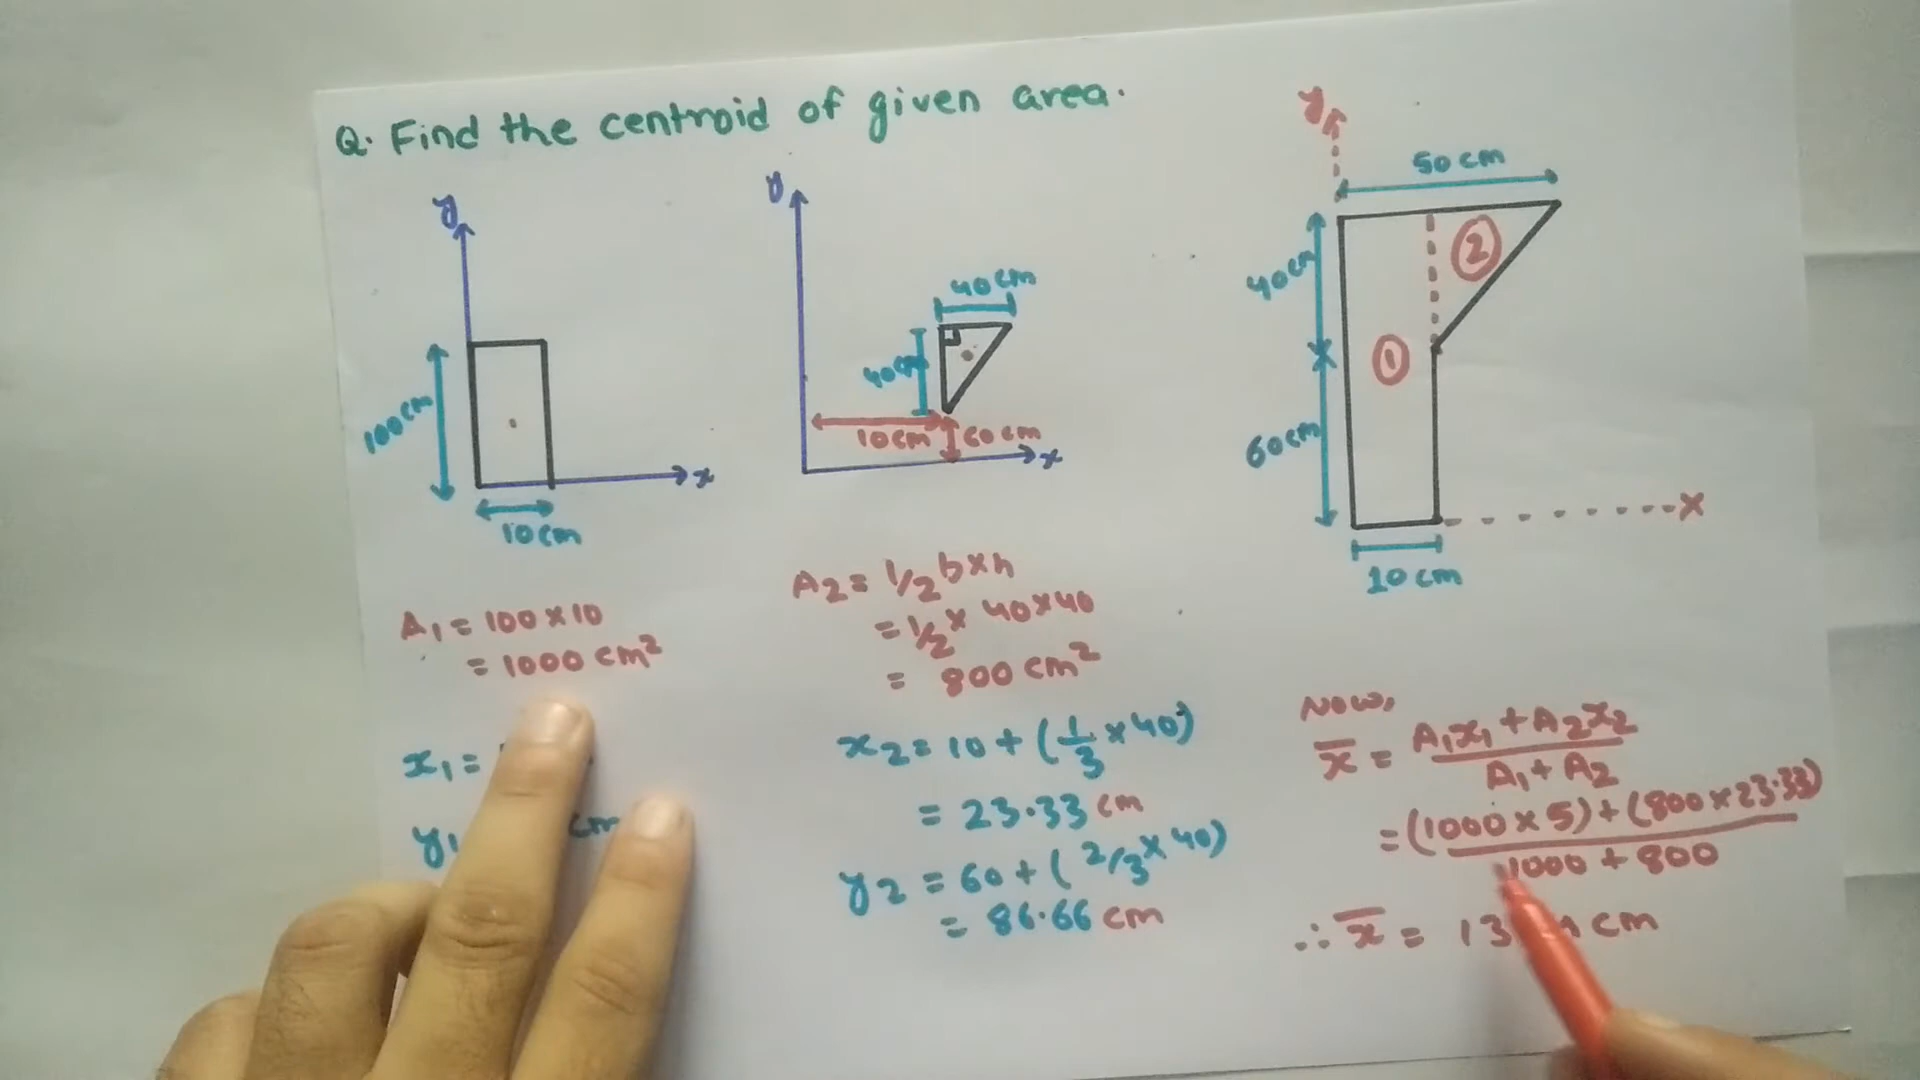 Q. Find the centroid of given area.
y
100cm
10cm
x
y
40cm
40cm
10cm
60cm
x
y
50cm
40cm
2
1
60cm
x
10cm
A1 = 100 × 10
= 1000 cm²
x1 =
y1
cm
A2 = 1/2 b×h
= 1/2 × 40×40
= 800 cm²
x2 = 10 + (1/3 × 40)
= 23.33 cm
y2 = 60 + (2/3 × 40)
= 86.66 cm
Now,
x̄ = A1x1 + A2x2 / A1 + A2
= (1000 × 5) + (800 × 23.33) / 1000 + 800
∴ x̄ = 13 cm